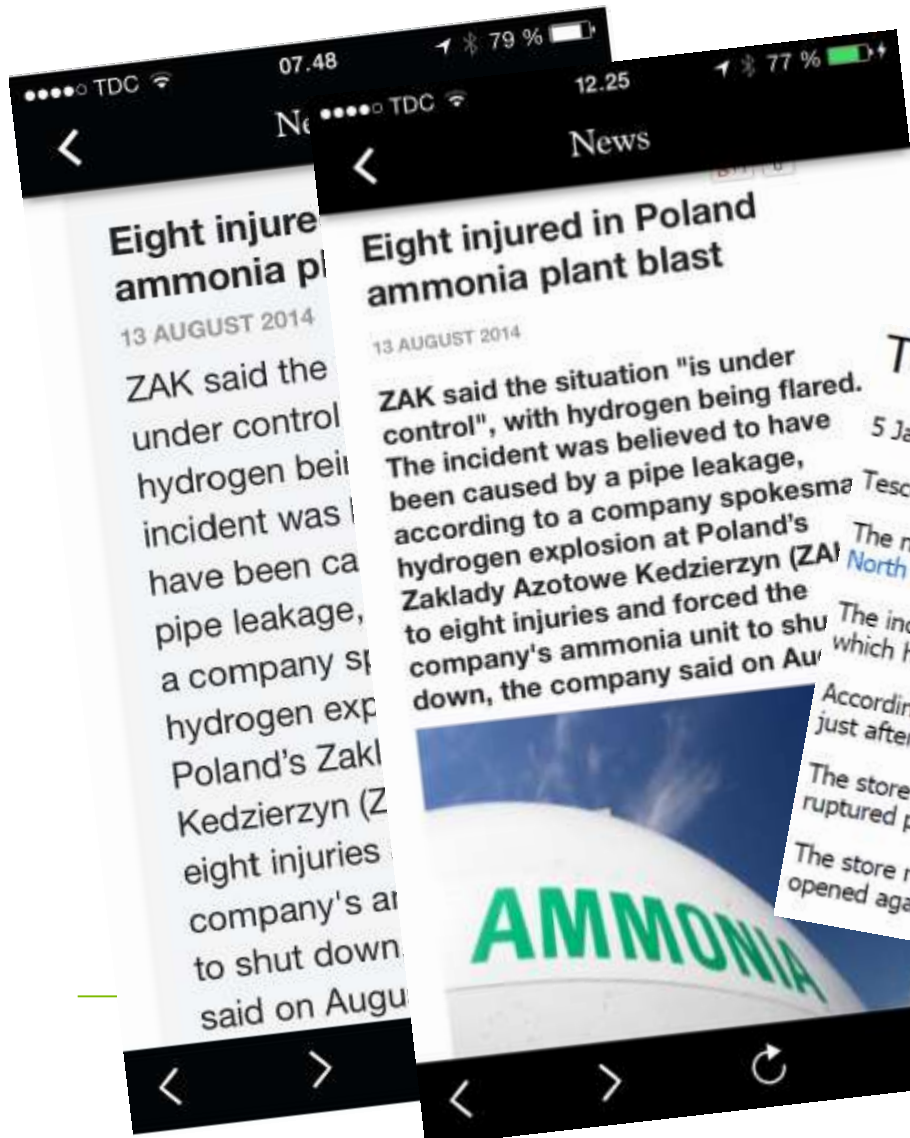 TDC 07.48 79 %
Eight injure
ammonia pl
13 AUGUST 2014
ZAK said the
under control
hydrogen bei
incident was
have been ca
pipe leakage,
a company sp
hydrogen exp
Poland's Zakl
Kedzierzyn (Z
eight injuries
company's a
to shut down
said on Augu
TDC 12.25 77 %
News
Eight injured in Poland
ammonia plant blast
13 AUGUST 2014
ZAK said the situation "is under
control", with hydrogen being flared.
The incident was believed to have
been caused by a pipe leakage,
according to a company spokesma
hydrogen explosion at Poland's
Zaklady Azotowe Kedzierzyn (ZA
to eight injuries and forced the
company's ammonia unit to shu
down, the company said on Au
AMMONIA
T
5 Ja
Tesc
The n
North
The inc
which h
Accordin
just after
The store
ruptured p
The store r
opened aga